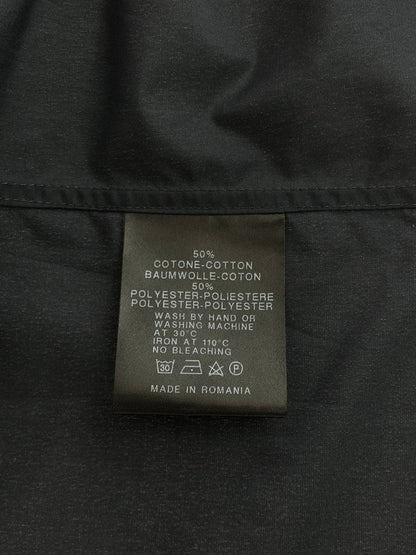 50%
COTONE-COTTON
BAUMWOLLE-COTON
50%
POLYESTER-POLIESTERE
POLYESTER-POLYESTER
WASH BY HAND OR
WASHING MACHINE
AT 30°C
IRON AT 110°C
NO BLEACHING
30 P
MADE IN ROMANIA